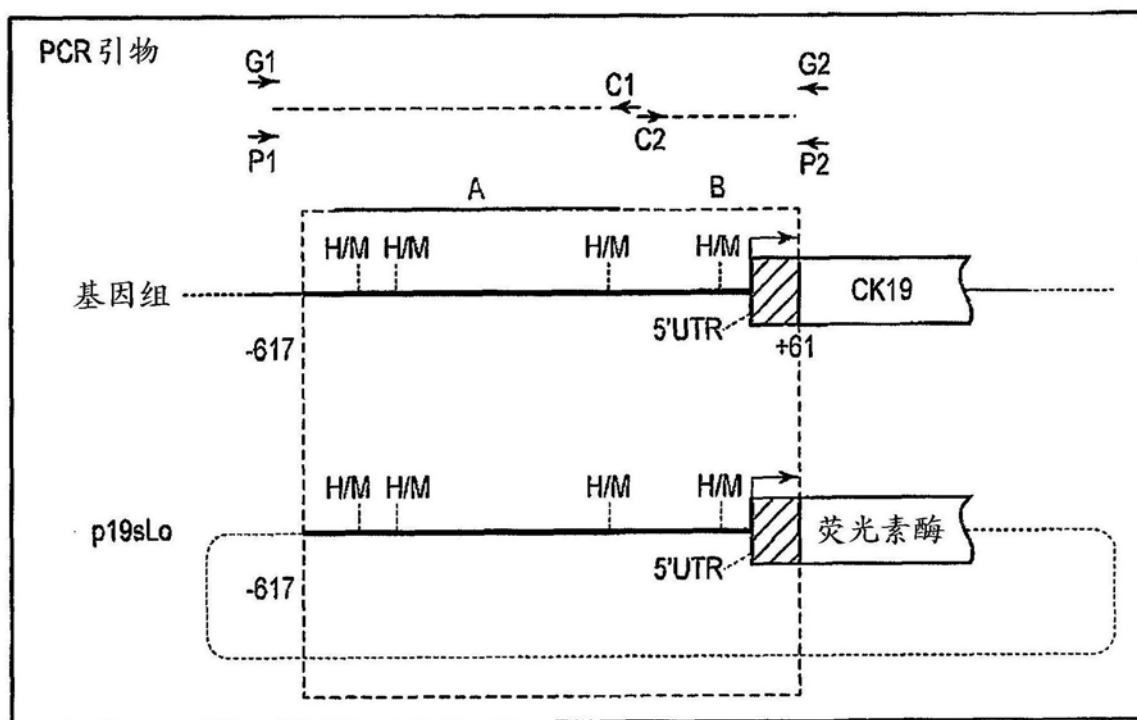 PCR引物
G1
G2
C1
C2
P1
P2
A
B
H/M H/M H/M H/M
基因组
CK19
5'UTR
-617
+61
H/M H/M H/M H/M
p19sLo
荧光素酶
5'UTR
-617